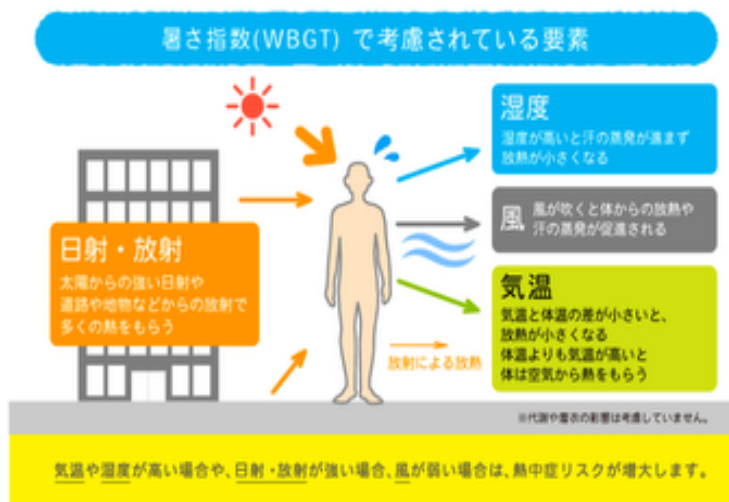 暑さ指数(WBGT) で考慮されている要素
湿度
湿度が高いと汗の蒸発が進まず
放熱が小さくなる
風
風が吹くと体からの放熱や
汗の蒸発が促進される
日射・放射
太陽からの強い日射や
道路や地物などからの放射で
多くの熱をもらう
気温
気温と体温の差が小さいと、
放熱が小さくなる
体温よりも気温が高いと
体は空気から熱をもらう
放射による放熱
※代謝や着衣の影響は考慮していません。
気温や湿度が高い場合や、日射・放射が強い場合、風が弱い場合は、熱中症リスクが増大します。